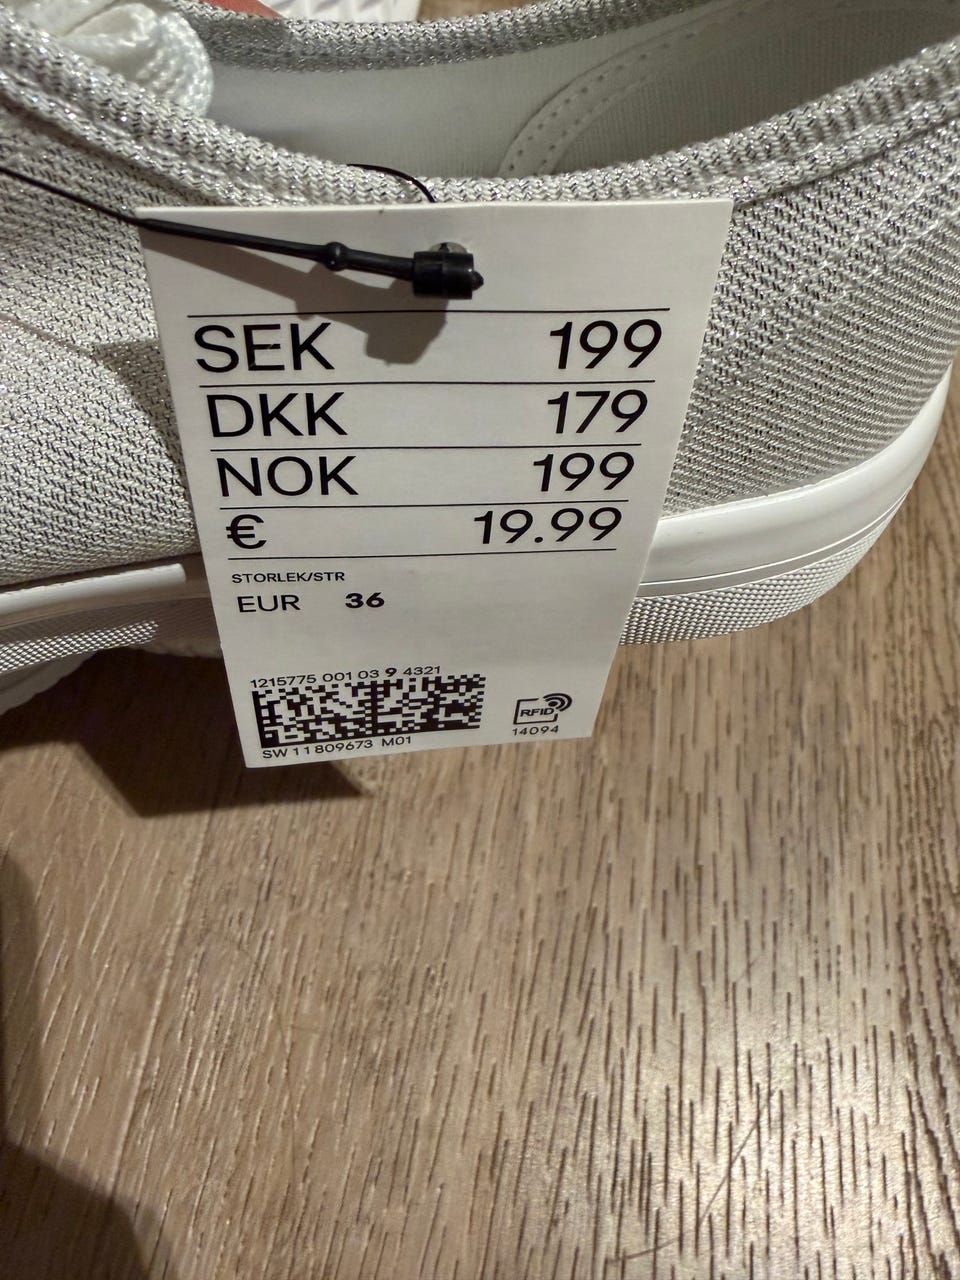 SEK 199
DKK 179
NOK 199
€ 19.99
STORLEK/STR
EUR 36
1215775 001 03 9 4321
RFID
14094
SW 11809673 M01